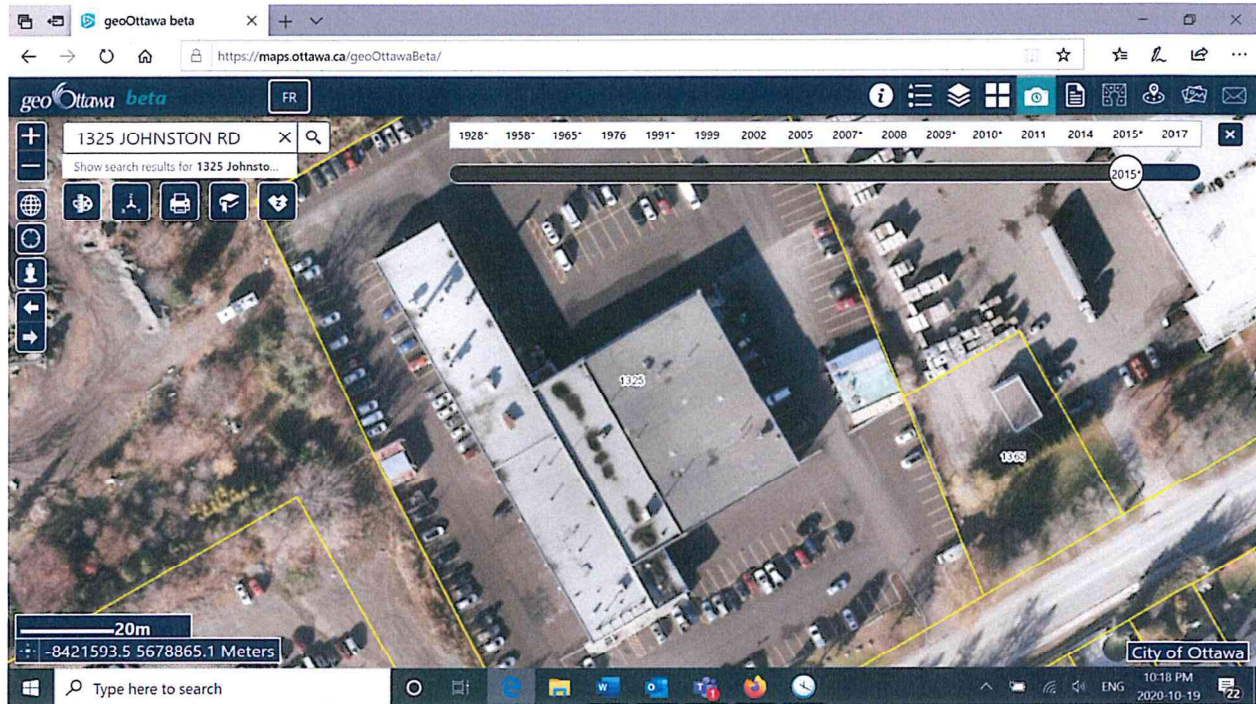 geoOttawa beta
https://maps.ottawa.ca/geoOttawaBeta/
geoOttawa beta
FR
1325 JOHNSTON RD
Show search results for 1325 Johnsto...
1928* 1958* 1965* 1976 1991* 1999 2002 2005 2007* 2008 2009* 2010* 2011 2014 2015* 2017
2015*
1325
1365
20m
-8421593.5 5678865.1 Meters
City of Ottawa
Type here to search
ENG
10:18 PM
2020-10-19
22